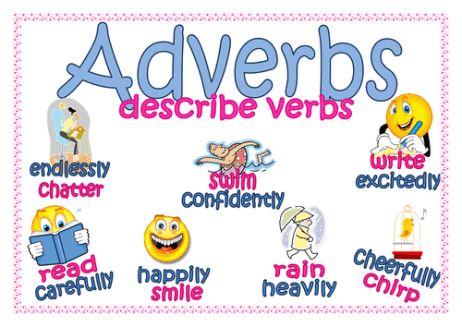 Adverbs
describe verbs
endlessly
chatter
swim
confidently
write
excitedly
read
carefully
happily
smile
rain
heavily
cheerfully
chirp